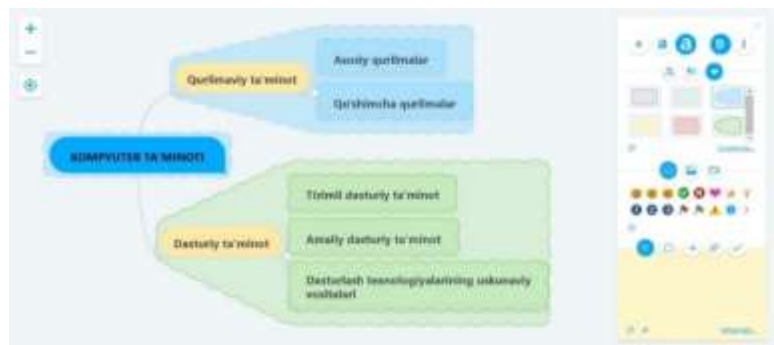 Qurilmaviy ta'minot
Asosiy qurilmalar
Qo'shimcha qurilmalar
KOMPYUTER TA'MINOTI
Dasturiy ta'minot
Tizimli dasturiy ta'minot
Amaliy dasturiy ta'minot
Dasturlash texnologiyalarining uskunaviy
vositalari